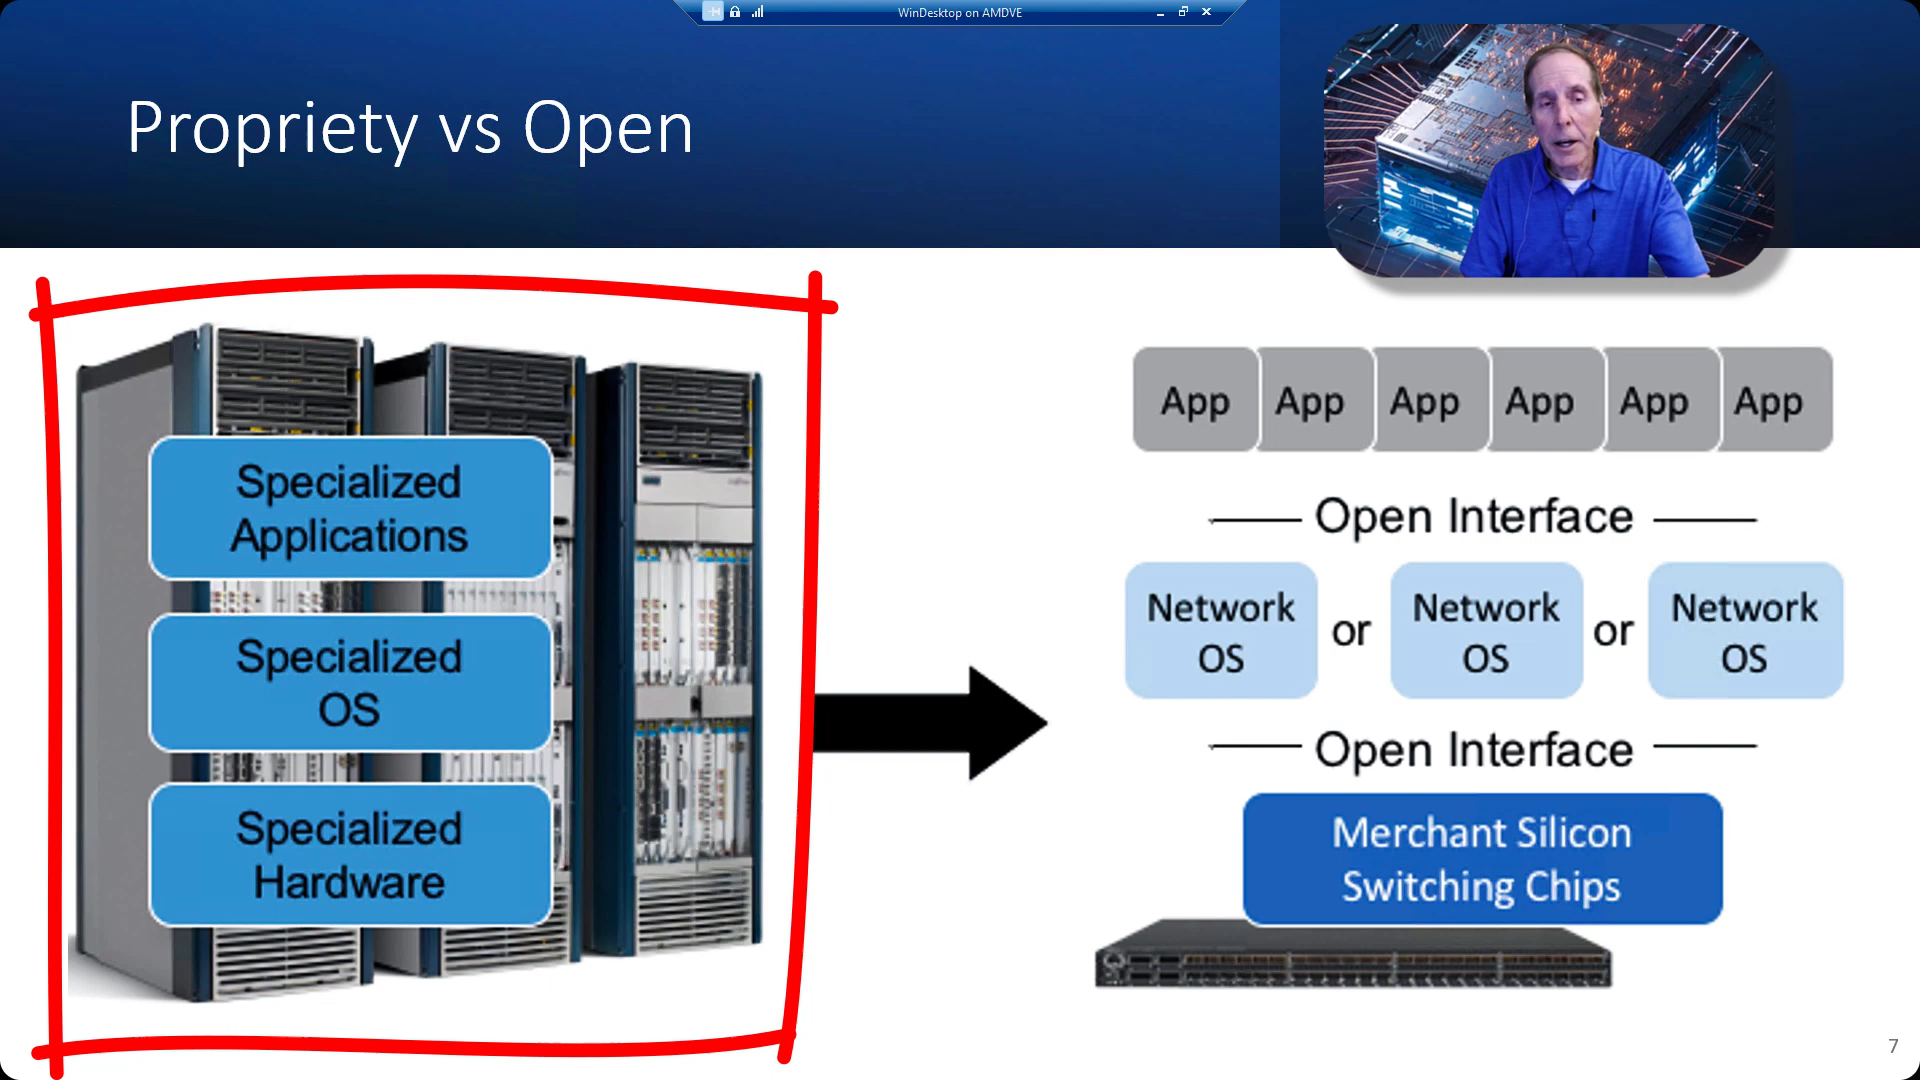 WinDesktop on AMDVE
Propriety vs Open
Specialized
Applications
Specialized
OS
Specialized
Hardware
App App App App App App
Open Interface
Network
OS
or
Network
OS
or
Network
OS
Open Interface
Merchant Silicon
Switching Chips
7